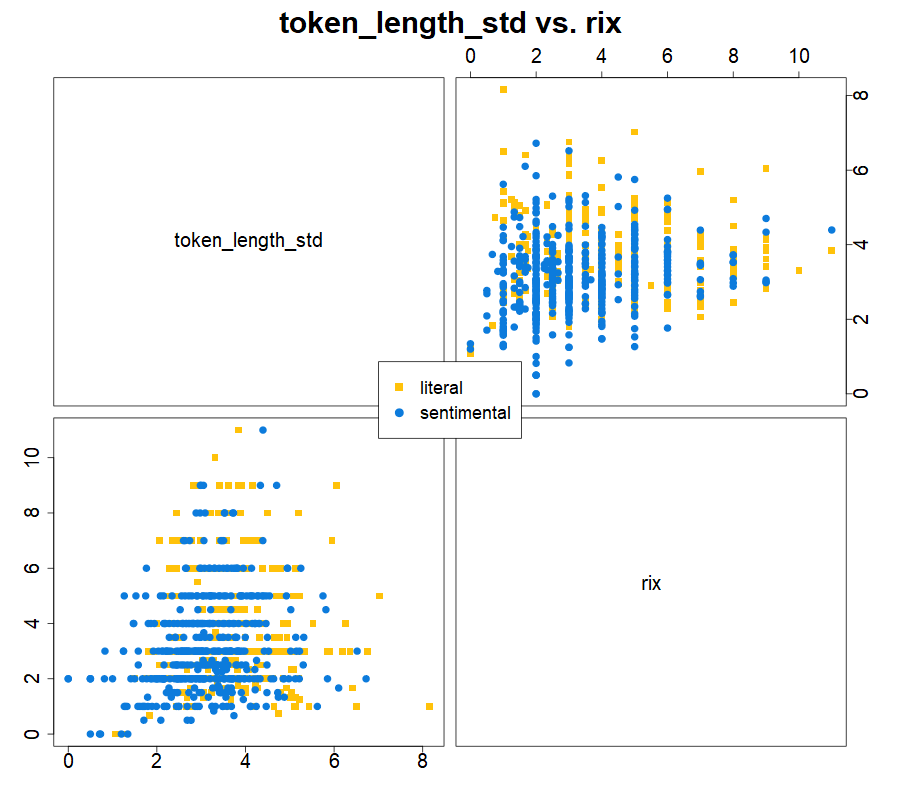 token_length_std vs. rix
0 2 4 6 8 10
token_length_std
0 2 4 6 8
literal
sentimental
0 2 4 6 8 10
rix
0 2 4 6 8